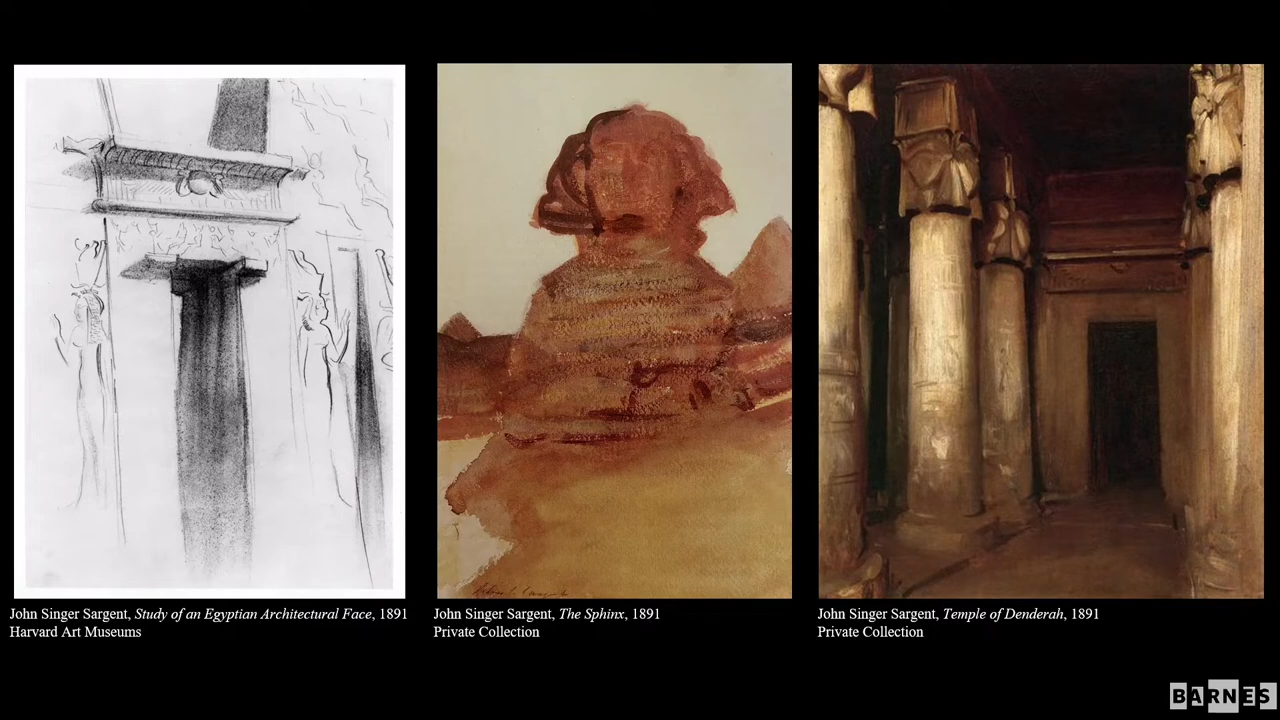 John Singer Sargent, Study of an Egyptian Architectural Face, 1891
Harvard Art Museums
John Singer Sargent, The Sphinx, 1891
Private Collection
John Singer Sargent, Temple of Denderah, 1891
Private Collection
BARNES